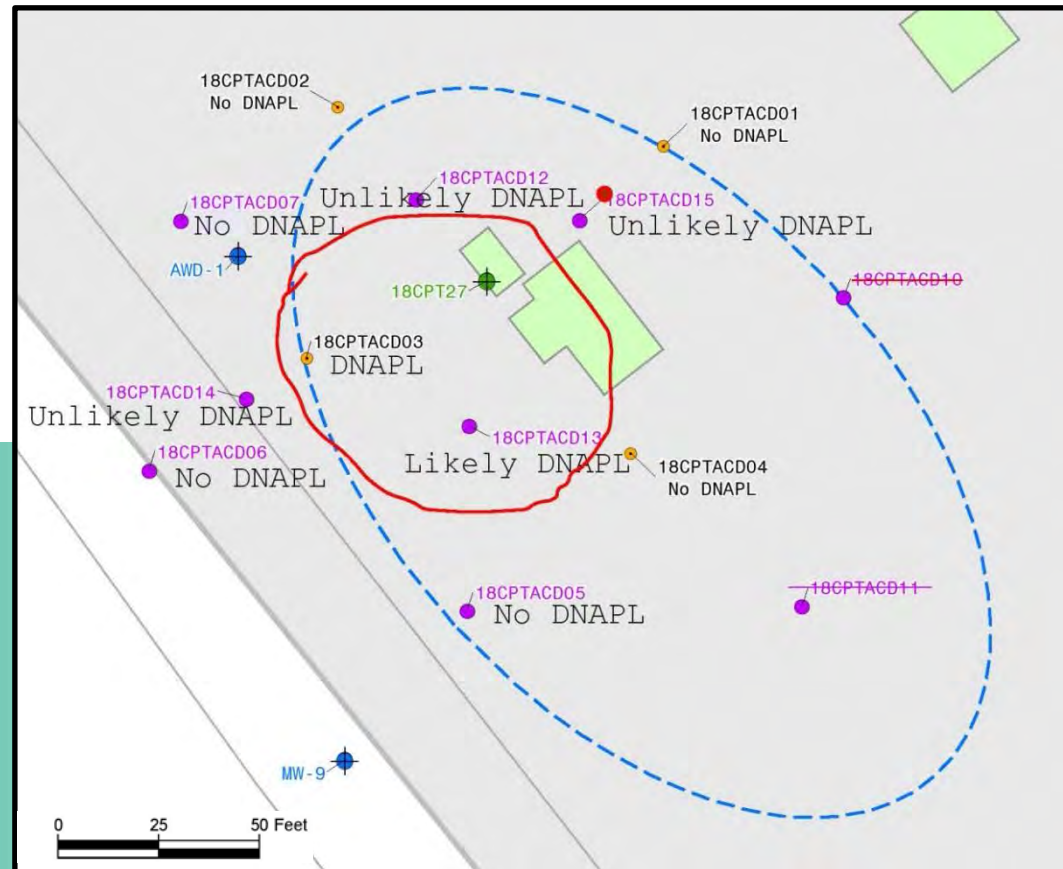 18CPTACD02
No DNAPL
18CPTACD01
No DNAPL
18CPTACD12
Unlikely DNAPL
18CPTACD07
No DNAPL
18CPTACD15
Unlikely DNAPL
AWD-1
18CPT27
18CPTACD10
18CPTACD03
DNAPL
18CPTACD14
Unlikely DNAPL
18CPTACD13
Likely DNAPL
18CPTACD06
No DNAPL
18CPTACD04
No DNAPL
18CPTACD11
18CPTACD05
No DNAPL
MW-9
0 25 50 Feet